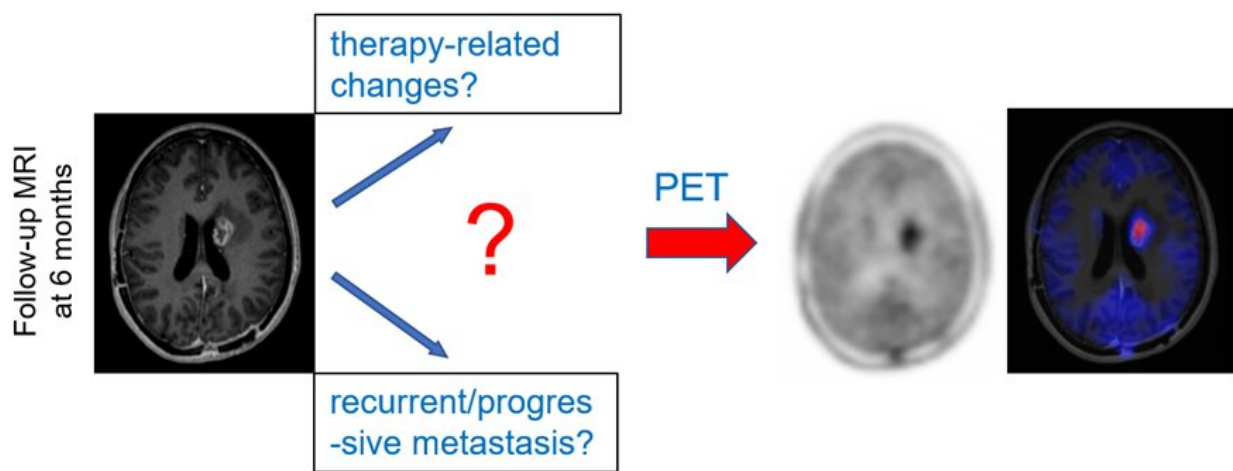 therapy-related
changes?
Follow-up MRI
at 6 months
?
PET
recurrent/progres
-sive metastasis?